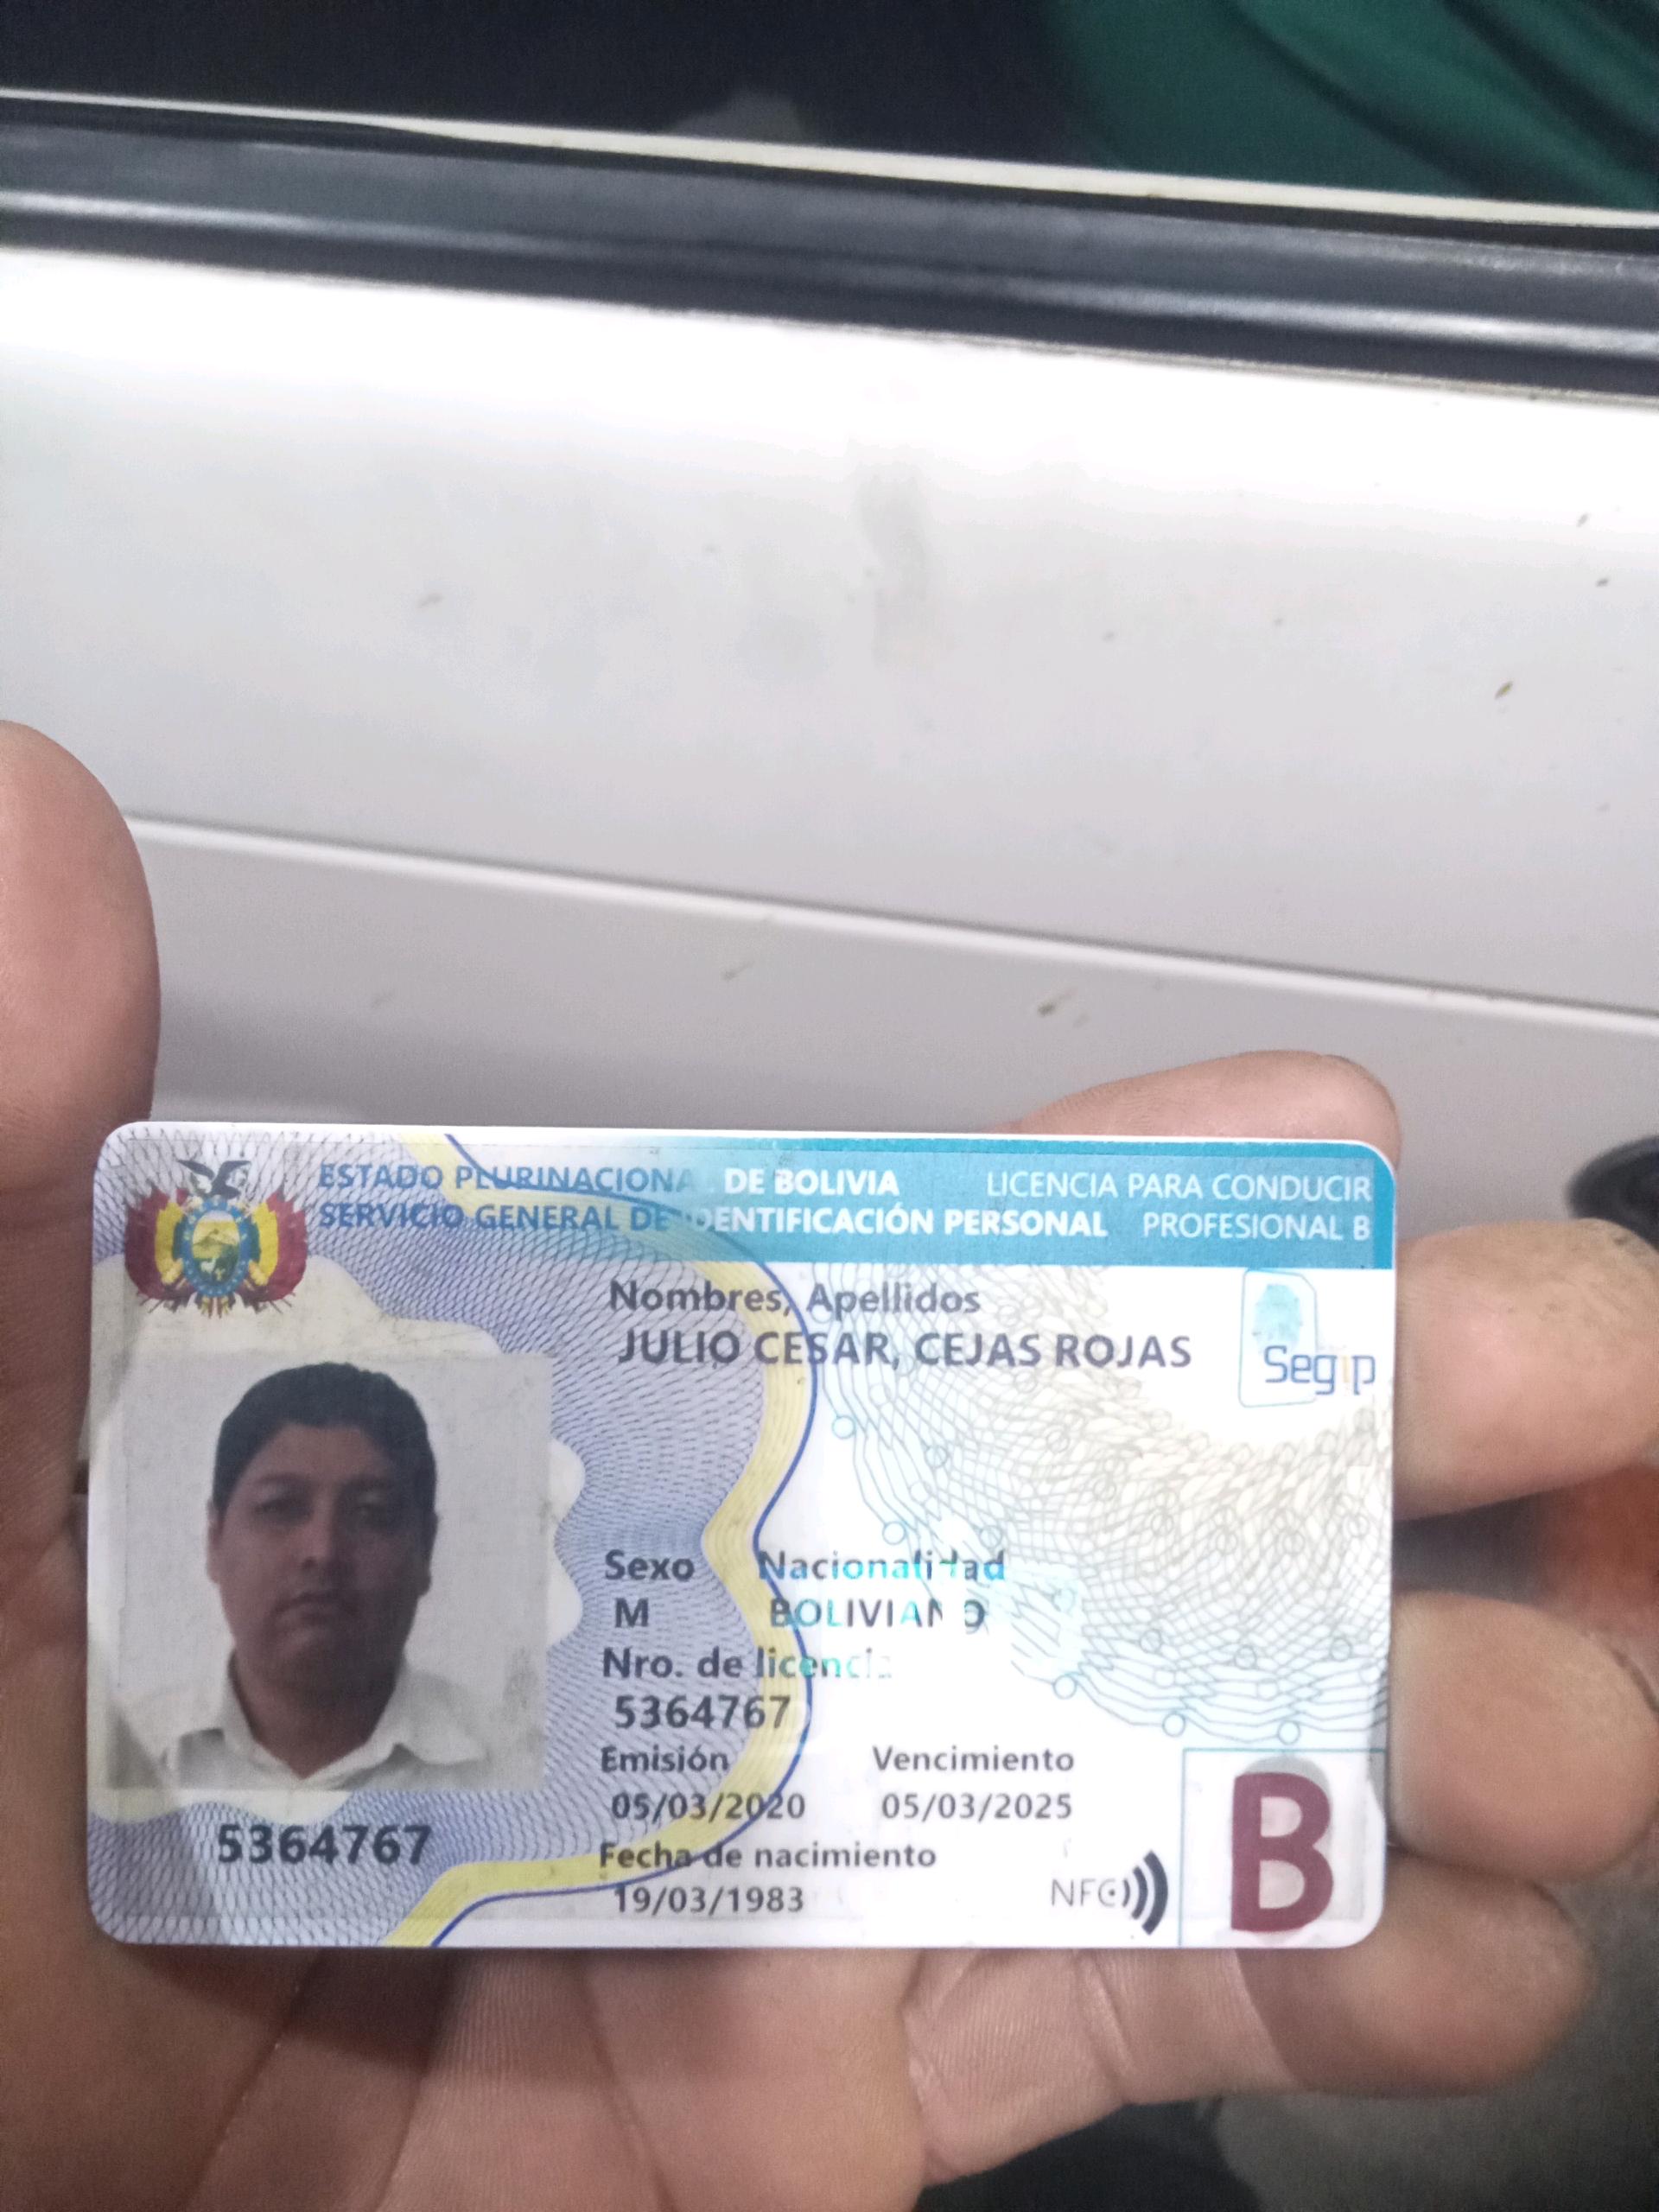 ESTADO PLURINACIONAL DE BOLIVIA
SERVICIO GENERAL DE IDENTIFICACIÓN PERSONAL
LICENCIA PARA CONDUCIR
PROFESIONAL B
Nombres, Apellidos
JULIO CESAR, CEJAS ROJAS
Segip
Sexo Nacionalidad
M BOLIVIANO
Nro. de licencia
5364767
Emisión Vencimiento
05/03/2020 05/03/2025
Fecha de nacimiento
19/03/1983
5364767
NFC
B